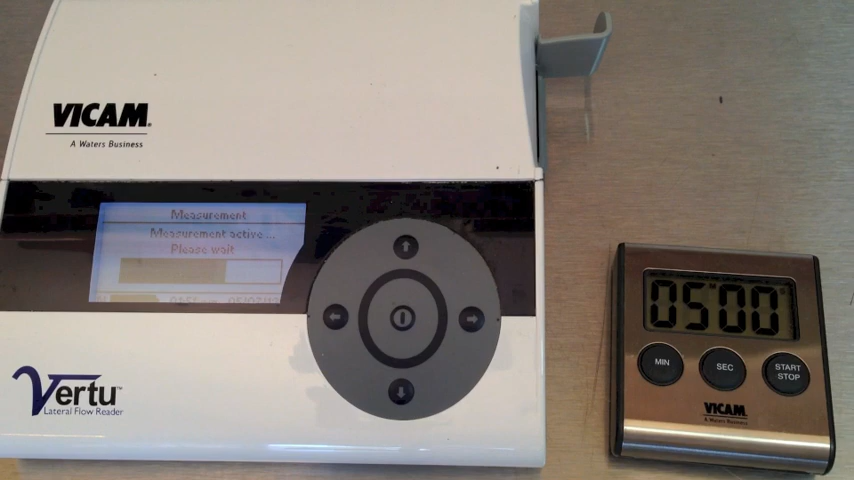 VICAM®
A Waters Business
Measurement
Measurement active ...
Please wait
Vertu™
Lateral Flow Reader
M S
05 00
MIN
SEC
START
STOP
VICAM®
A Waters Business